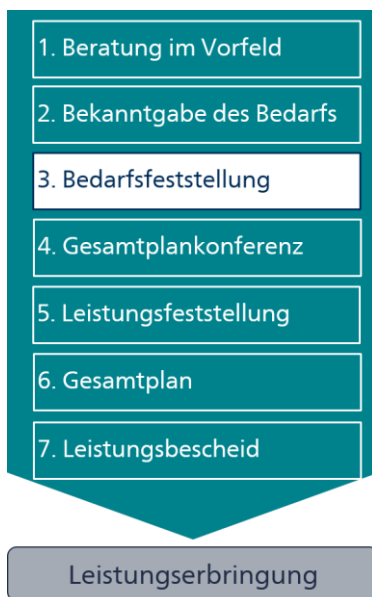 1. Beratung im Vorfeld
2. Bekanntgabe des Bedarfs
3. Bedarfsfeststellung
4. Gesamtplankonferenz
5. Leistungsfeststellung
6. Gesamtplan
7. Leistungsbescheid
Leistungserbringung